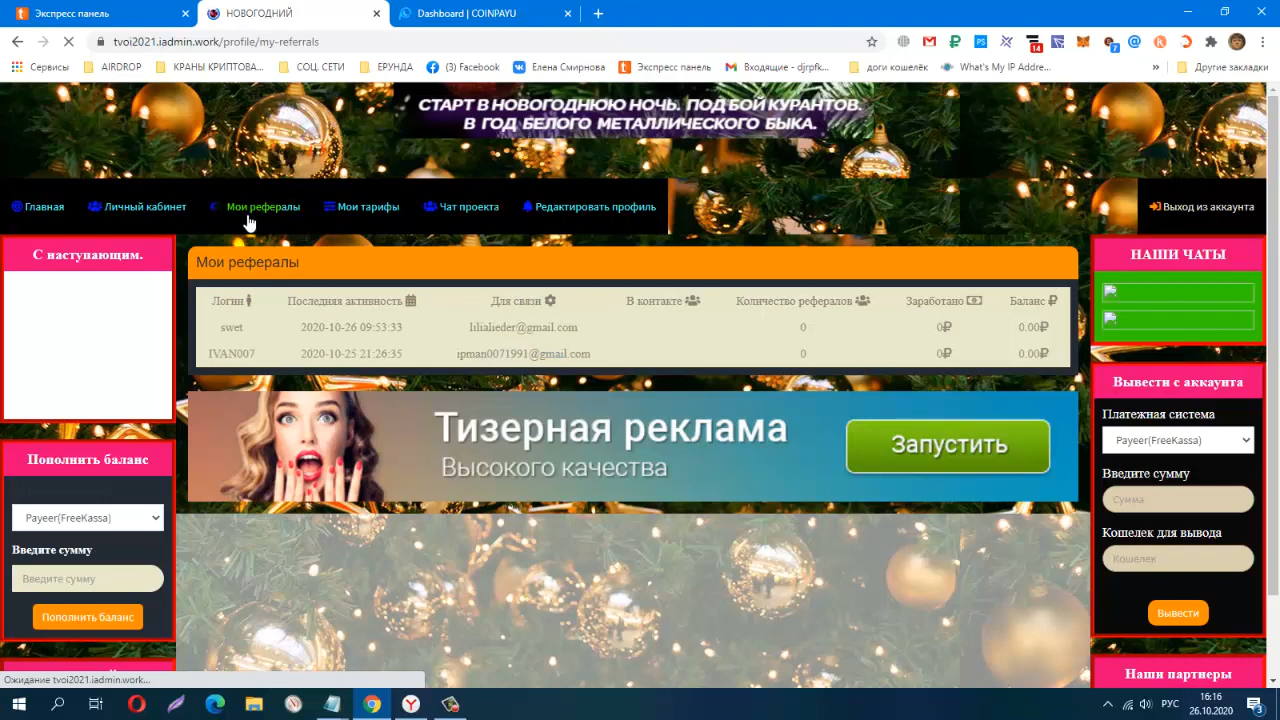 Экспресс панель
НОВОГОДНИЙ
Dashboard | COINPAYU
tvoi2021.iadmin.work/profile/my-referrals
14
7
Сервисы
AIRDROP
КРАНЫ КРИПТОВА...
СОЦ. СЕТИ
ЕРУНДА
(3) Facebook
Елена Смирнова
Экспресс панель
Входящие - djrpfk...
доги кошелёк
What's My IP Addre...
»
Другие закладки
СТАРТ В НОВОГОДНЮЮ НОЧЬ. ПОД БОЙ КУРАНТОВ.
В ГОД БЕЛОГО МЕТАЛЛИЧЕСКОГО БЫКА.
Главная
Личный кабинет
Мои рефералы
Мои тарифы
Чат проекта
Редактировать профиль
Выход из аккаунта
С наступающим.
Пополнить баланс
Payeer(FreeKassa)
Введите сумму
Введите сумму
Пополнить баланс
Мои рефералы
Логин Последняя активность Для связи В контакте Количество рефералов Заработано Баланс ₽
swet 2020-10-26 09:53:33 lilialieder@gmail.com 0 0₽ 0.00₽
IVAN007 2020-10-25 21:26:35 ipman0071991@gmail.com 0 0₽ 0.00₽
Тизерная реклама
Высокого качества
Запустить
НАШИ ЧАТЫ
Вывести с аккаунта
Платежная система
Payeer(FreeKassa)
Введите сумму
Сумма
Кошелек для вывода
Кошелек
Вывести
Наши партнеры
Ожидание tvoi2021.iadmin.work...
РУС
16:16
26.10.2020
3